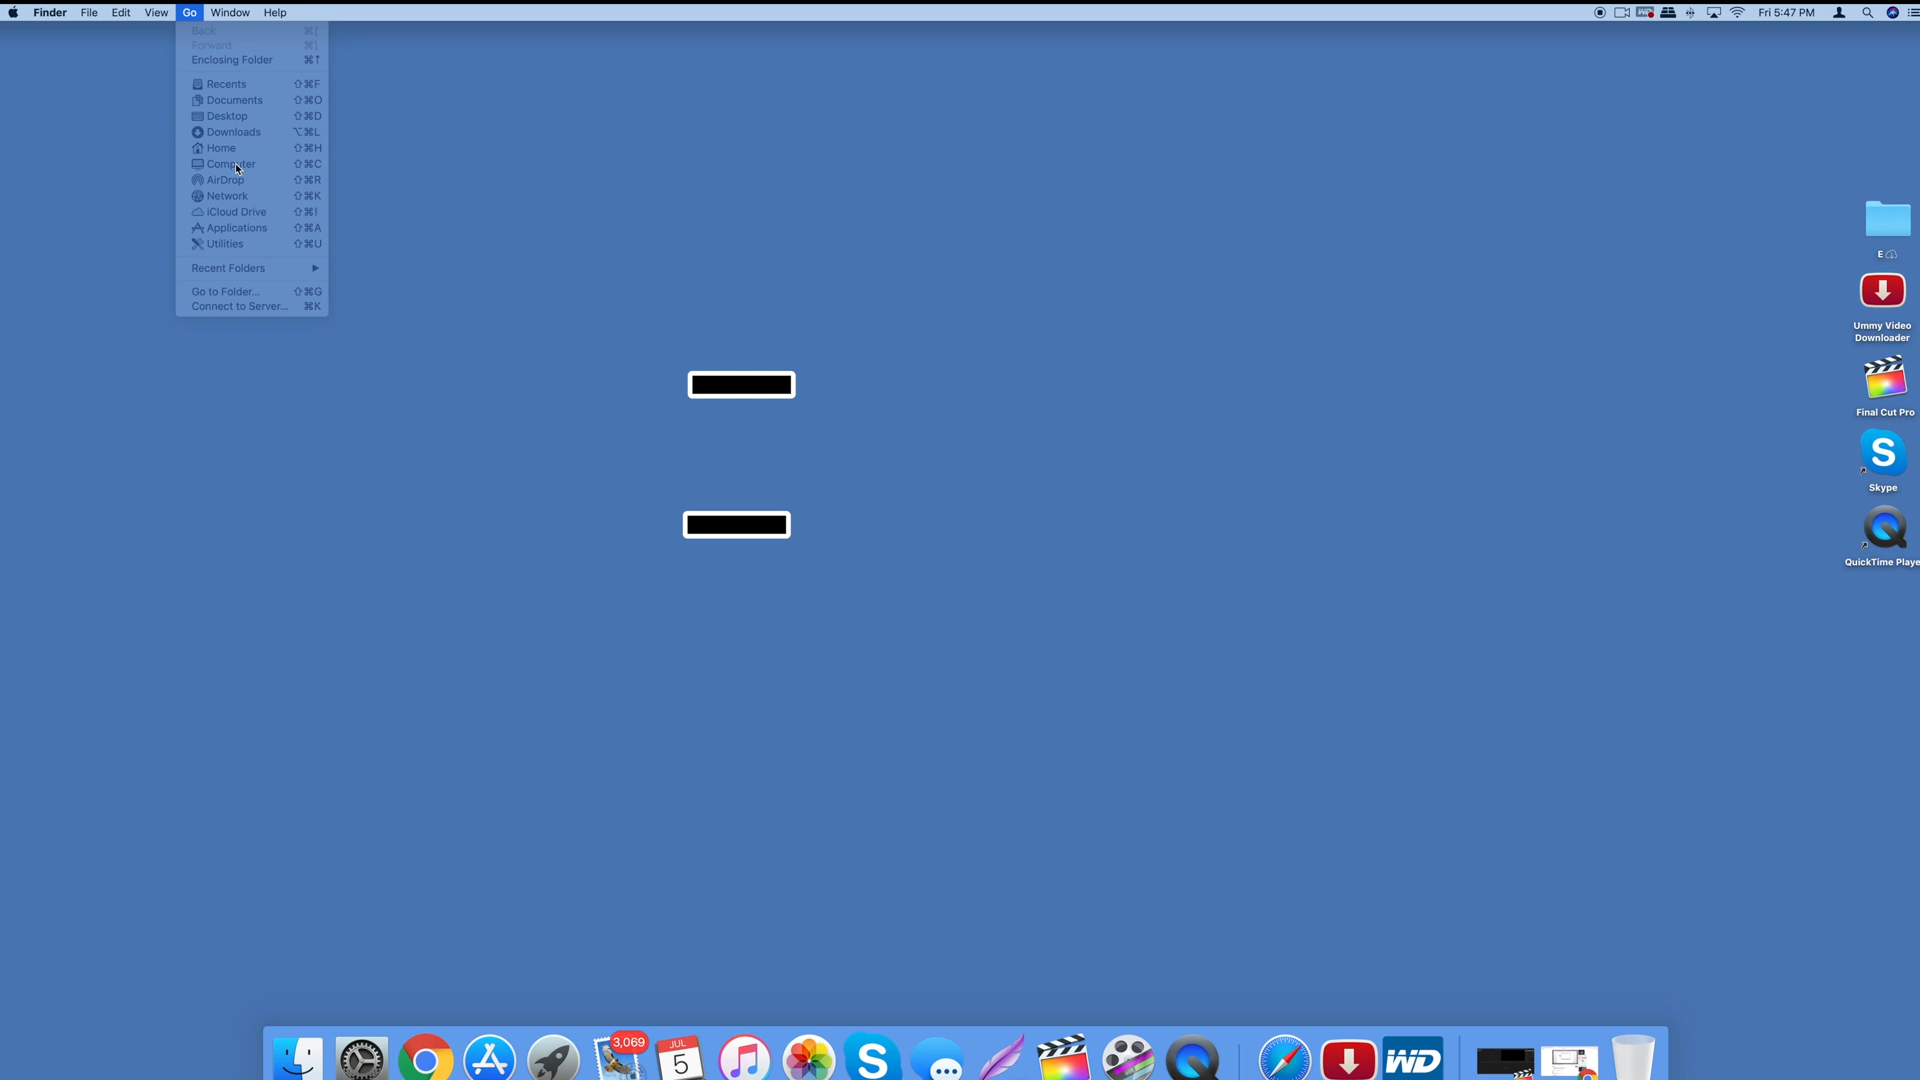 Finder File Edit View Go Window Help Fri 5:47 PM
Back ⌘[
Forward ⌘]
Enclosing Folder ⌘↑
Recents ⇧⌘F
Documents ⇧⌘O
Desktop ⇧⌘D
Downloads ⌥⌘L
Home ⇧⌘H
Computer ⇧⌘C
AirDrop ⇧⌘R
Network ⇧⌘K
iCloud Drive ⇧⌘I
Applications ⇧⌘A
Utilities ⇧⌘U
Recent Folders
Go to Folder... ⇧⌘G
Connect to Server... ⌘K
E
Ummy Video
Downloader
Final Cut Pro
S
Skype
QuickTime Playe
3,069
JUL
5
S
WD